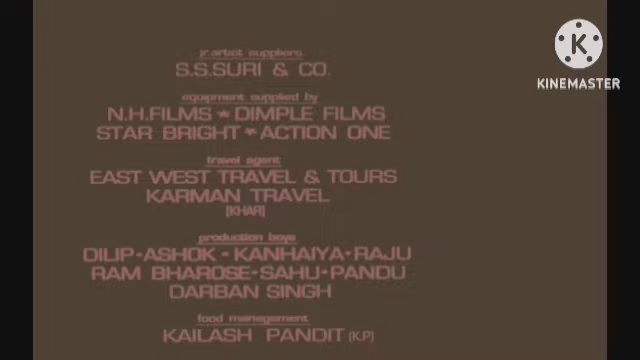 jr.artist suppliers
S.S.SURI & CO.
equipment supplied by
N.H.FILMS * DIMPLE FILMS
STAR BRIGHT * ACTION ONE
travel agent
EAST WEST TRAVEL & TOURS
KARMAN TRAVEL
(KHAR)
production boys
DILIP • ASHOK • KANHAIYA • RAJU
RAM BHAROSE • SAHU • PANDU
DARBAN SINGH
food management
KAILASH PANDIT (K.P)
K
KINEMASTER